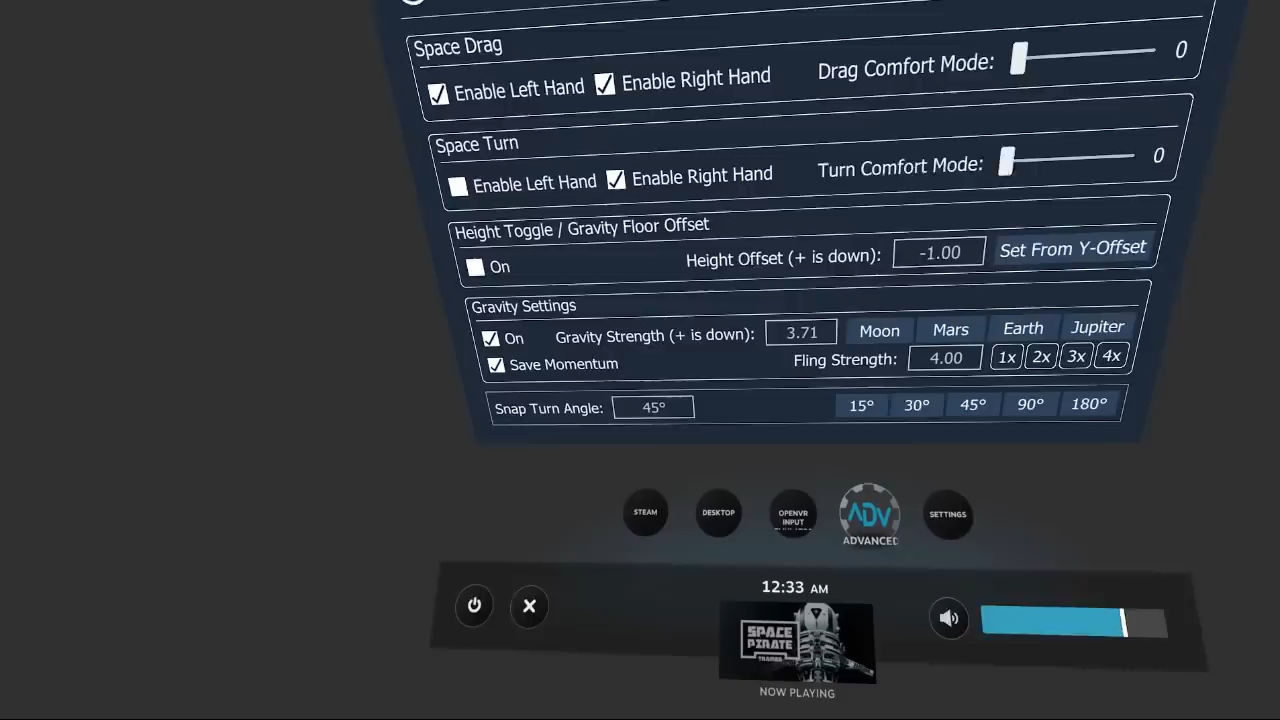 Space Drag
Enable Left Hand Enable Right Hand Drag Comfort Mode: 0
Space Turn
Enable Left Hand Enable Right Hand Turn Comfort Mode: 0
Height Toggle / Gravity Floor Offset
On Height Offset (+ is down): -1.00 Set From Y-Offset
Gravity Settings
On Gravity Strength (+ is down): 3.71 Moon Mars Earth Jupiter
Save Momentum Fling Strength: 4.00 1x 2x 3x 4x
Snap Turn Angle: 45° 15° 30° 45° 90° 180°
STEAM DESKTOP OPENVR INPUT ADV SETTINGS
ADVANCED
12:33 AM
SPACE
PIRATE
TRAINER
NOW PLAYING